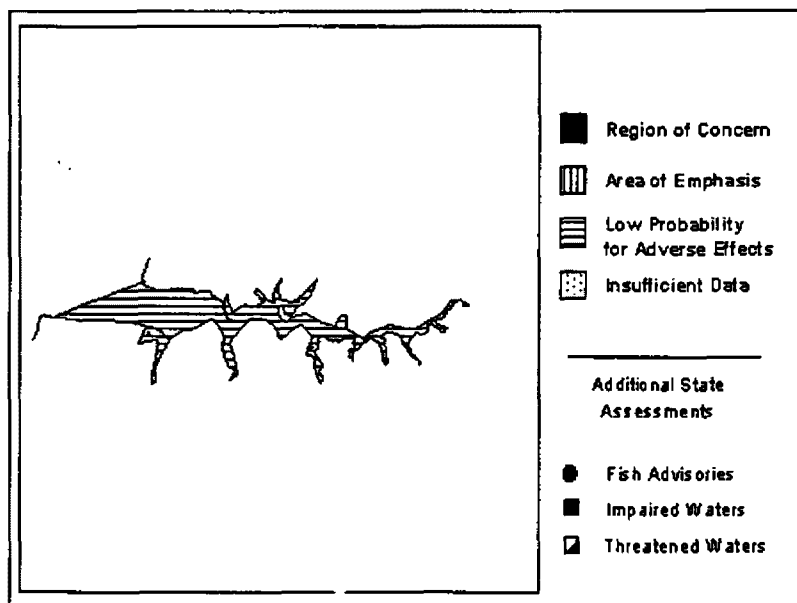 Region of Concern
Area of Emphasis
Low Probability
for Adverse Effects
Insufficient Data
Additional State
Assessments
Fish Advisories
Impaired Waters
Threatened Waters